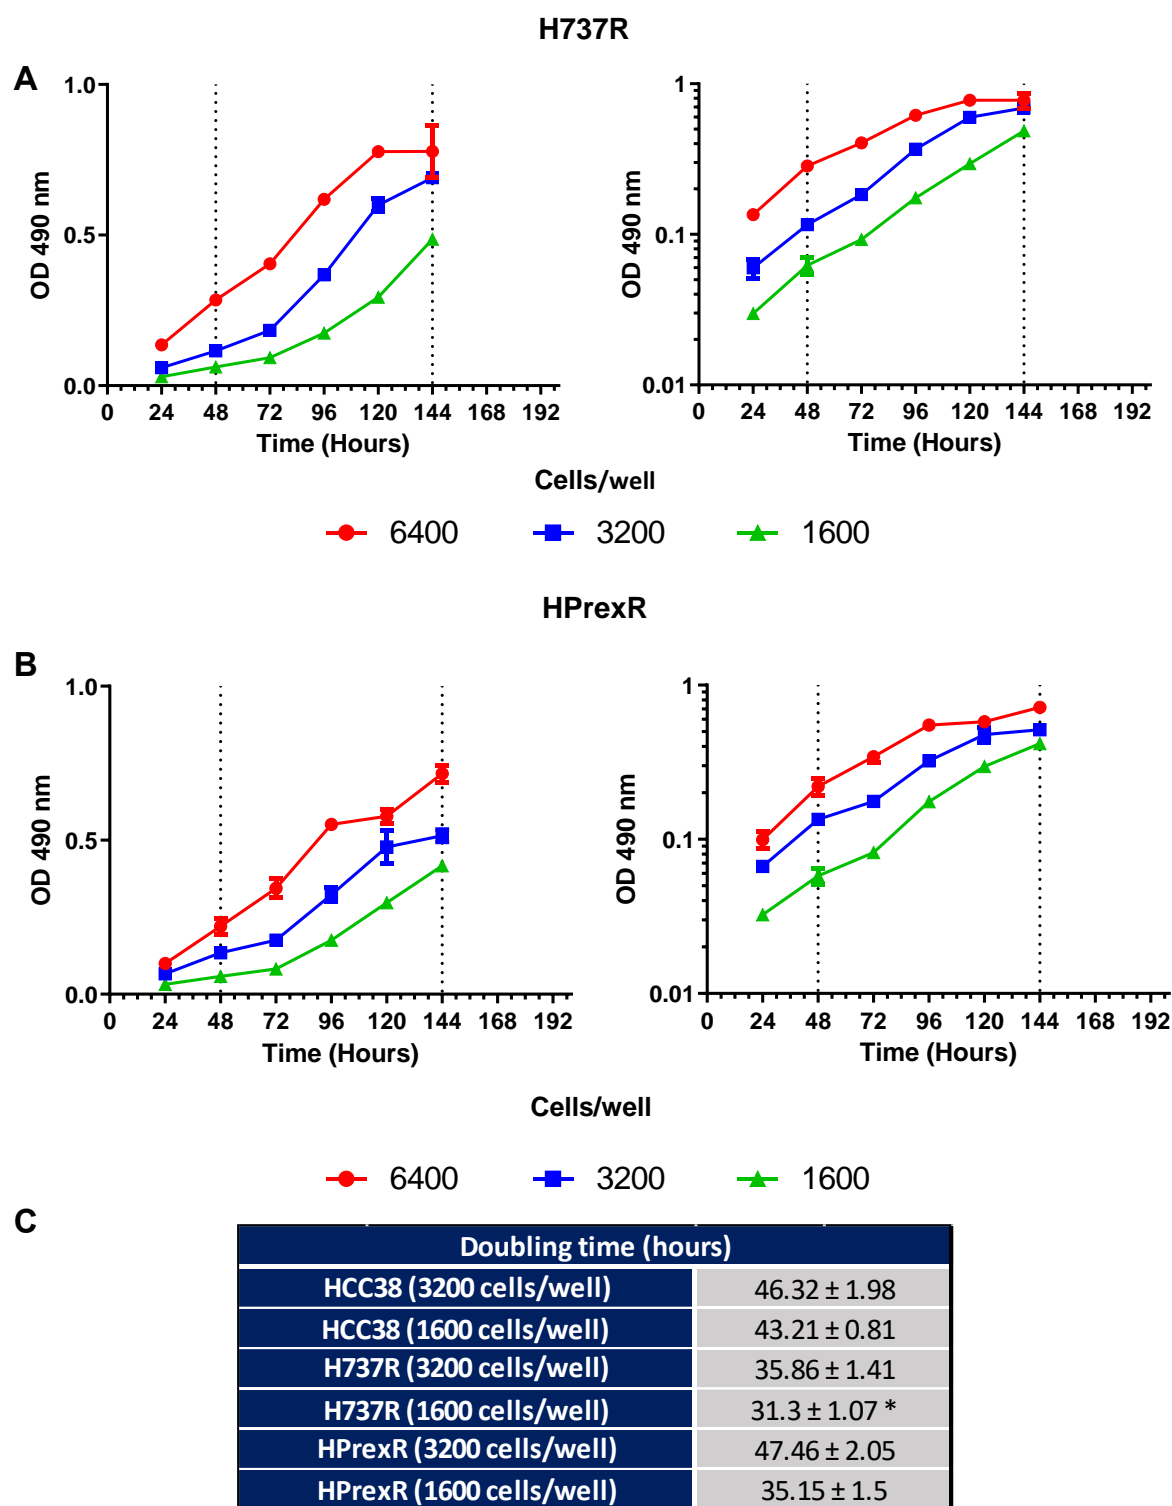 H737R
A
1.0
0.5
0.0
OD 490 nm
0 24 48 72 96 120 144 168 192
Time (Hours)
1
0.1
0.01
OD 490 nm
0 24 48 72 96 120 144 168 192
Time (Hours)
Cells/well
6400 3200 1600
HPrexR
B
1.0
0.5
0.0
OD 490 nm
0 24 48 72 96 120 144 168 192
Time (Hours)
1
0.1
0.01
OD 490 nm
0 24 48 72 96 120 144 168 192
Time (Hours)
Cells/well
6400 3200 1600
C
Doubling time (hours)
HCC38 (3200 cells/well) 46.32 ± 1.98
HCC38 (1600 cells/well) 43.21 ± 0.81
H737R (3200 cells/well) 35.86 ± 1.41
H737R (1600 cells/well) 31.3 ± 1.07 *
HPrexR (3200 cells/well) 47.46 ± 2.05
HPrexR (1600 cells/well) 35.15 ± 1.5